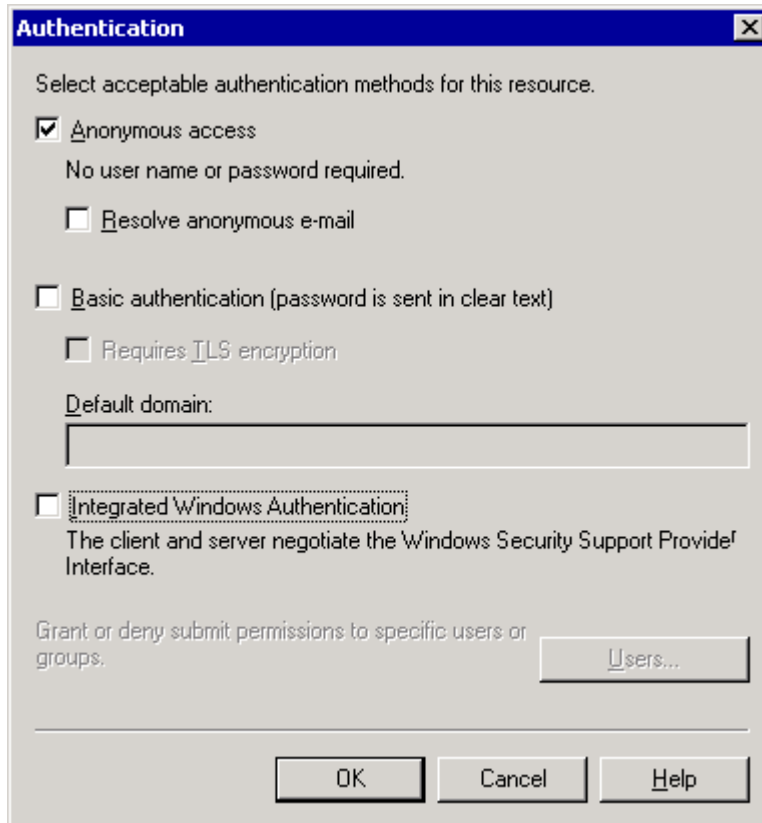 Authentication
Select acceptable authentication methods for this resource.
Anonymous access
No user name or password required.
Resolve anonymous e-mail
Basic authentication (password is sent in clear text)
Requires TLS encryption
Default domain:
Integrated Windows Authentication
The client and server negotiate the Windows Security Support Provider
Interface.
Grant or deny submit permissions to specific users or
groups.
Users...
OK Cancel Help